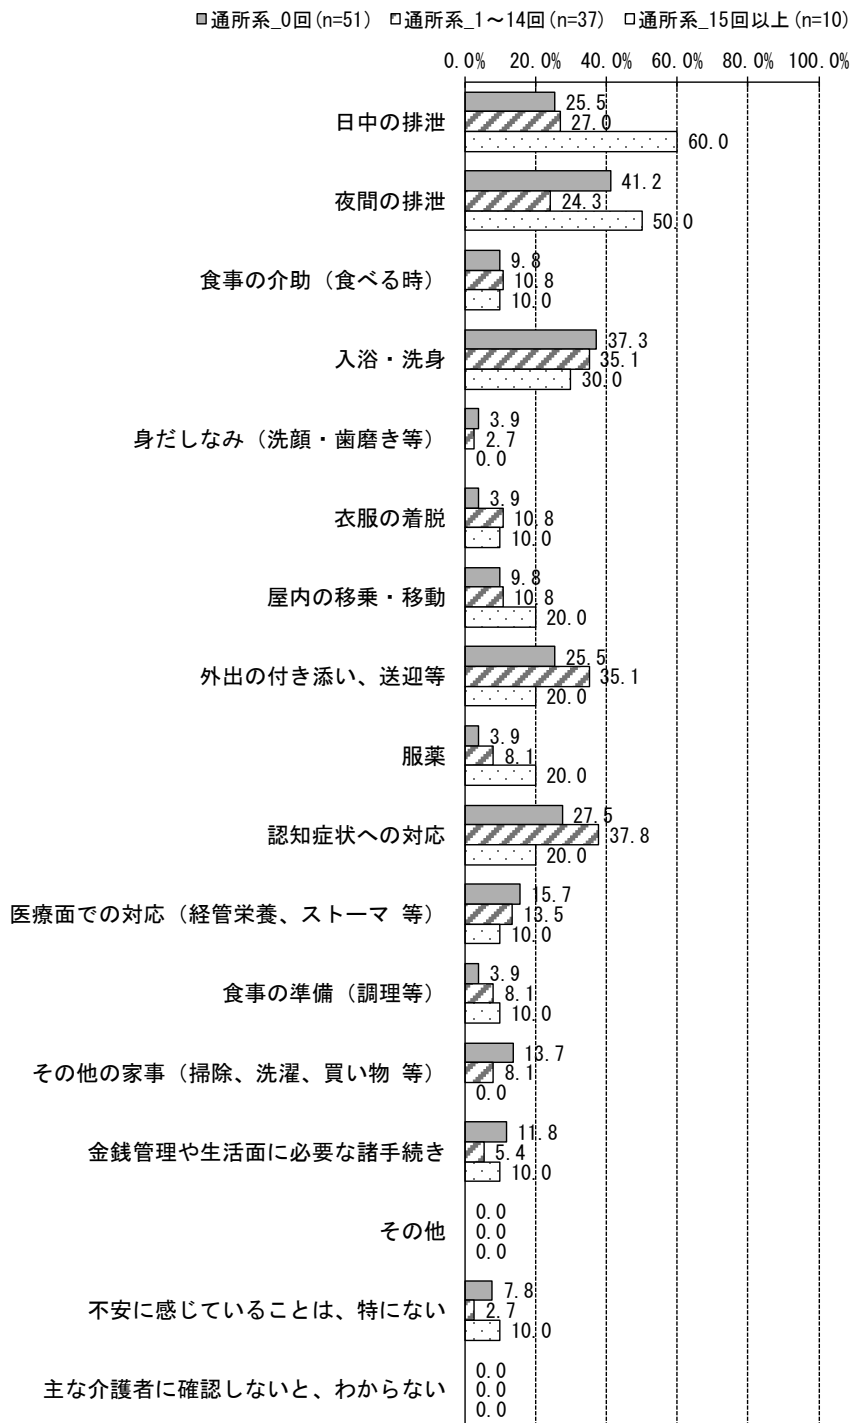 通所系_0回(n=51) 通所系_1～14回(n=37) 通所系_15回以上(n=10)
0.0% 20.0% 40.0% 60.0% 80.0% 100.0%
日中の排泄
25.5
27.0
60.0
夜間の排泄
41.2
24.3
50.0
食事の介助（食べる時）
9.8
10.8
10.0
入浴・洗身
37.3
35.1
30.0
身だしなみ（洗顔・歯磨き等）
3.9
2.7
0.0
衣服の着脱
3.9
10.8
10.0
屋内の移乗・移動
9.8
10.8
20.0
外出の付き添い、送迎等
25.5
35.1
20.0
服薬
3.9
8.1
20.0
認知症状への対応
27.5
37.8
20.0
医療面での対応（経管栄養、ストーマ 等）
15.7
13.5
10.0
食事の準備（調理等）
3.9
8.1
10.0
その他の家事（掃除、洗濯、買い物 等）
13.7
8.1
0.0
金銭管理や生活面に必要な諸手続き
11.8
5.4
10.0
その他
0.0
0.0
0.0
不安に感じていることは、特にない
7.8
2.7
10.0
主な介護者に確認しないと、わからない
0.0
0.0
0.0